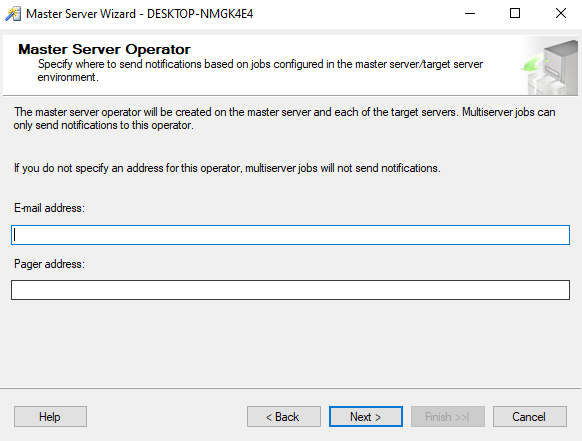 Master Server Wizard - DESKTOP-NMGK4E4
Master Server Operator
Specify where to send notifications based on jobs configured in the master server/target server
environment.
The master server operator will be created on the master server and each of the target servers. Multiserver jobs can
only send notifications to this operator.
If you do not specify an address for this operator, multiserver jobs will not send notifications.
E-mail address:
Pager address:
Help
< Back
Next >
Finish >>|
Cancel